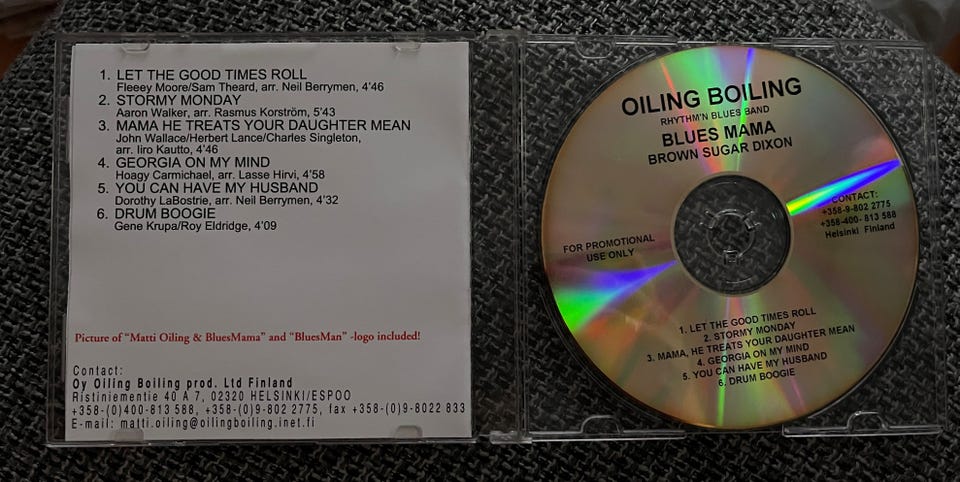 1. LET THE GOOD TIMES ROLL
Fleeey Moore/Sam Theard, arr. Neil Berrymen, 4'46
2. STORMY MONDAY
Aaron Walker, arr. Rasmus Korström, 5'43
3. MAMA HE TREATS YOUR DAUGHTER MEAN
John Wallace/Herbert Lance/Charles Singleton,
arr. Iiro Kautto, 4'46
4. GEORGIA ON MY MIND
Hoagy Carmichael, arr. Lasse Hirvi, 4'58
5. YOU CAN HAVE MY HUSBAND
Dorothy LaBostrie, arr. Neil Berrymen, 4'32
6. DRUM BOOGIE
Gene Krupa/Roy Eldridge, 4'09
Picture of "Matti Oiling & BluesMama" and "BluesMan" -logo included!
Contact:
Oy Oiling Boiling prod. Ltd Finland
Ristiniementie 40 A 7, 02320 HELSINKI/ESPOO
+358-(0)400-813 588, +358-(0)9-802 2775, fax +358-(0)9-8022 833
E-mail: matti.oiling@oilingboiling.inet.fi
OILING BOILING
RHYTHM'N BLUES BAND
BLUES MAMA
BROWN SUGAR DIXON
CONTACT:
+358-9-802 2775
+358-400- 813 588
Helsinki Finland
FOR PROMOTIONAL
USE ONLY
1. LET THE GOOD TIMES ROLL
2. STORMY MONDAY
3. MAMA, HE TREATS YOUR DAUGHTER MEAN
4. GEORGIA ON MY MIND
5. YOU CAN HAVE MY HUSBAND
6. DRUM BOOGIE